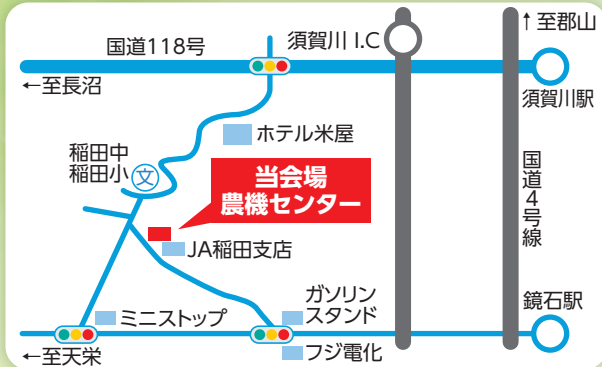 国道118号
須賀川 I.C
↑至郡山
←至長沼
須賀川駅
ホテル米屋
稲田中
稲田小
文
当会場
農機センター
国道4号線
JA稲田支店
ガソリン
スタンド
ミニストップ
鏡石駅
←至天栄
フジ電化